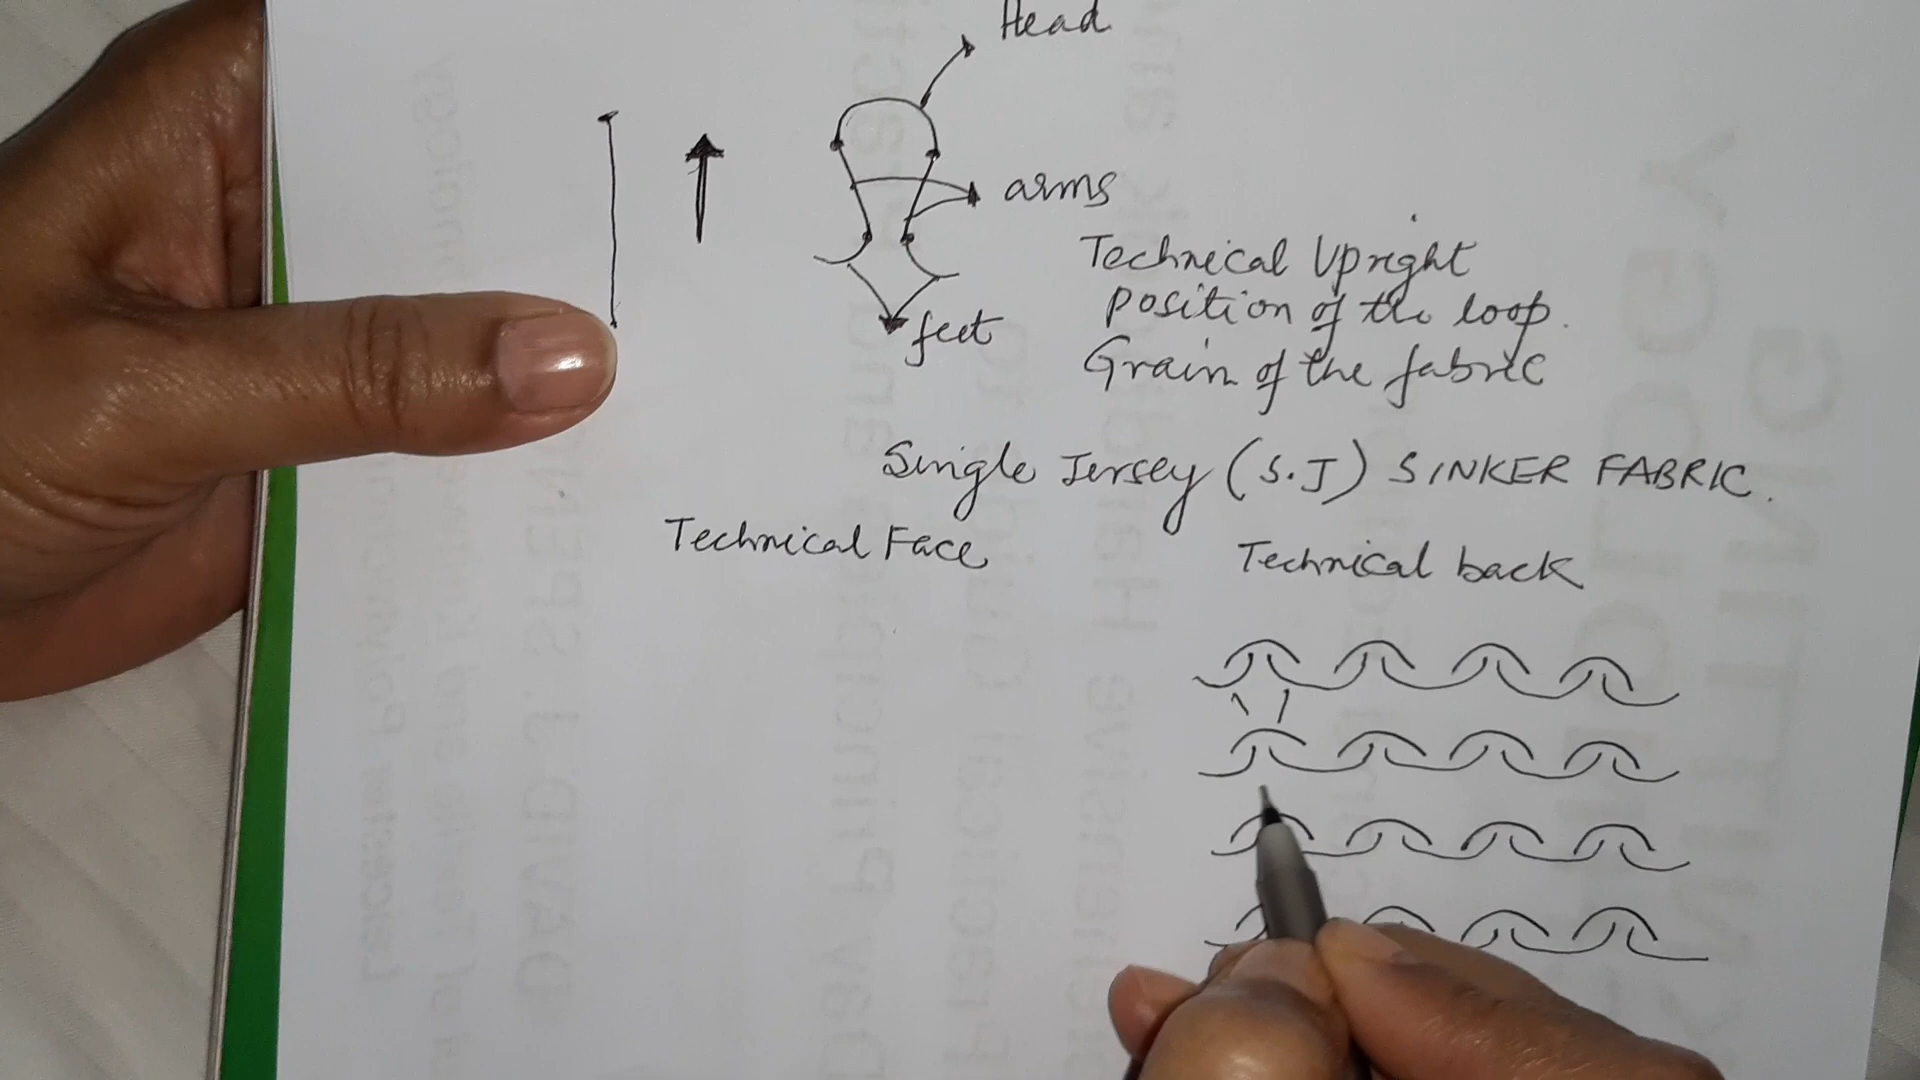 Head
arms
Technical Upright
position of the loop.
feet
Grain of the fabric
Single Jersey (S.J) SINKER FABRIC.
Technical Face
Technical back